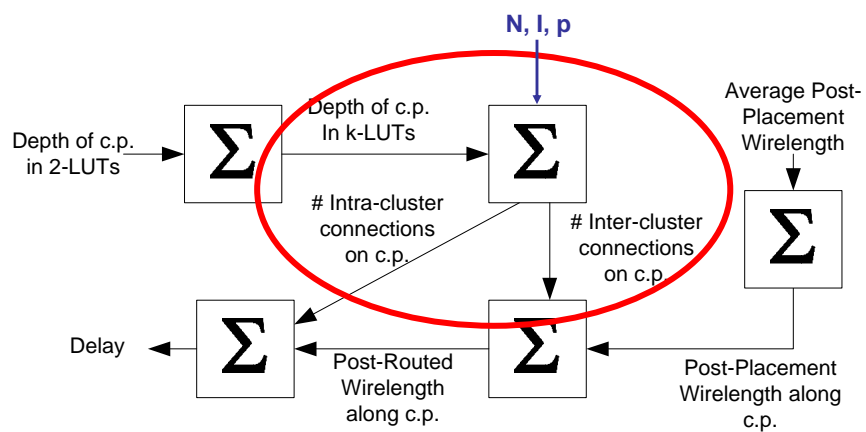 N, I, p
Depth of c.p.
in 2-LUTs
Σ
Depth of c.p.
In k-LUTs
Σ
Average Post-
Placement
Wirelength
Σ
# Intra-cluster
connections
on c.p.
# Inter-cluster
connections
on c.p.
Delay
Σ
Post-Routed
Wirelength
along c.p.
Σ
Post-Placement
Wirelength along
c.p.